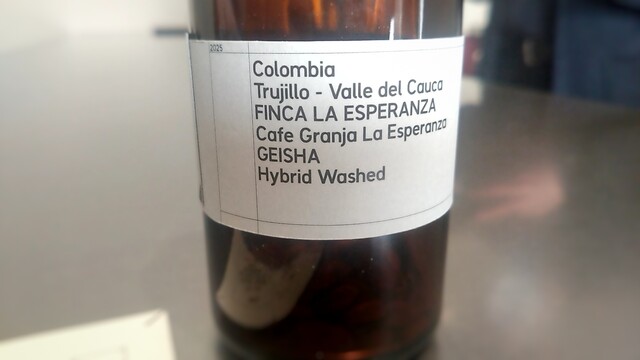 2025
Colombia
Trujillo - Valle del Cauca
FINCA LA ESPERANZA
Cafe Granja La Esperanza
GEISHA
Hybrid Washed